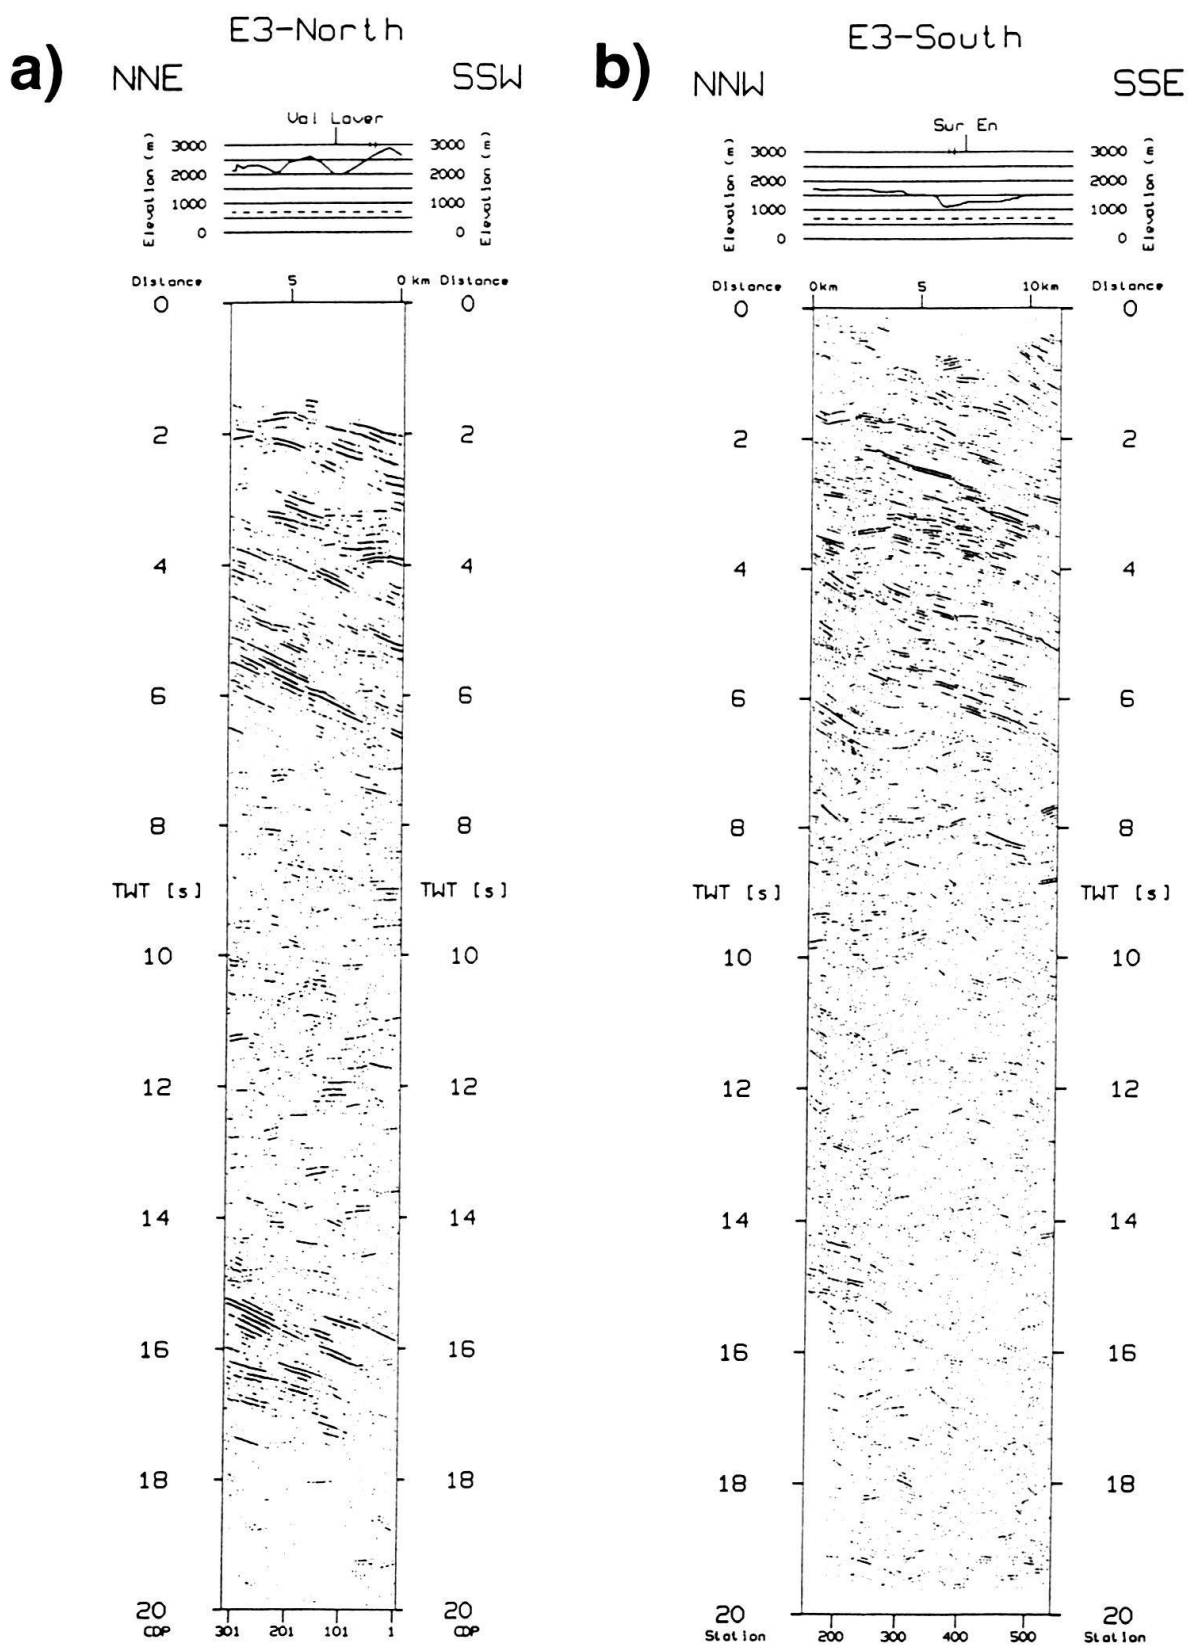 a)
E3-North
NNE SSW
Val Laver
Elevation (m) 3000 3000 Elevation (m)
2000 2000
1000 1000
0 0
Distance 5 0 km Distance
0 0
2 2
4 4
6 6
8 8
TWT [s] TWT [s]
10 10
12 12
14 14
16 16
18 18
20 20
CDP 301 201 101 1 CDP
b)
E3-South
NNW SSE
Sur En
Elevation (m) 3000 3000 Elevation (m)
2000 2000
1000 1000
0 0
Distance 0km 5 10km Distance
0 0
2 2
4 4
6 6
8 8
TWT [s] TWT [s]
10 10
12 12
14 14
16 16
18 18
20 20
Station 200 300 400 500 Station